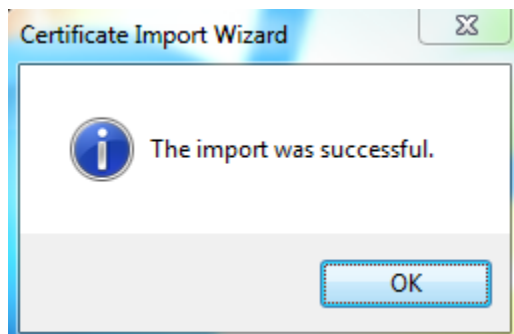 Certificate Import Wizard
The import was successful.
OK